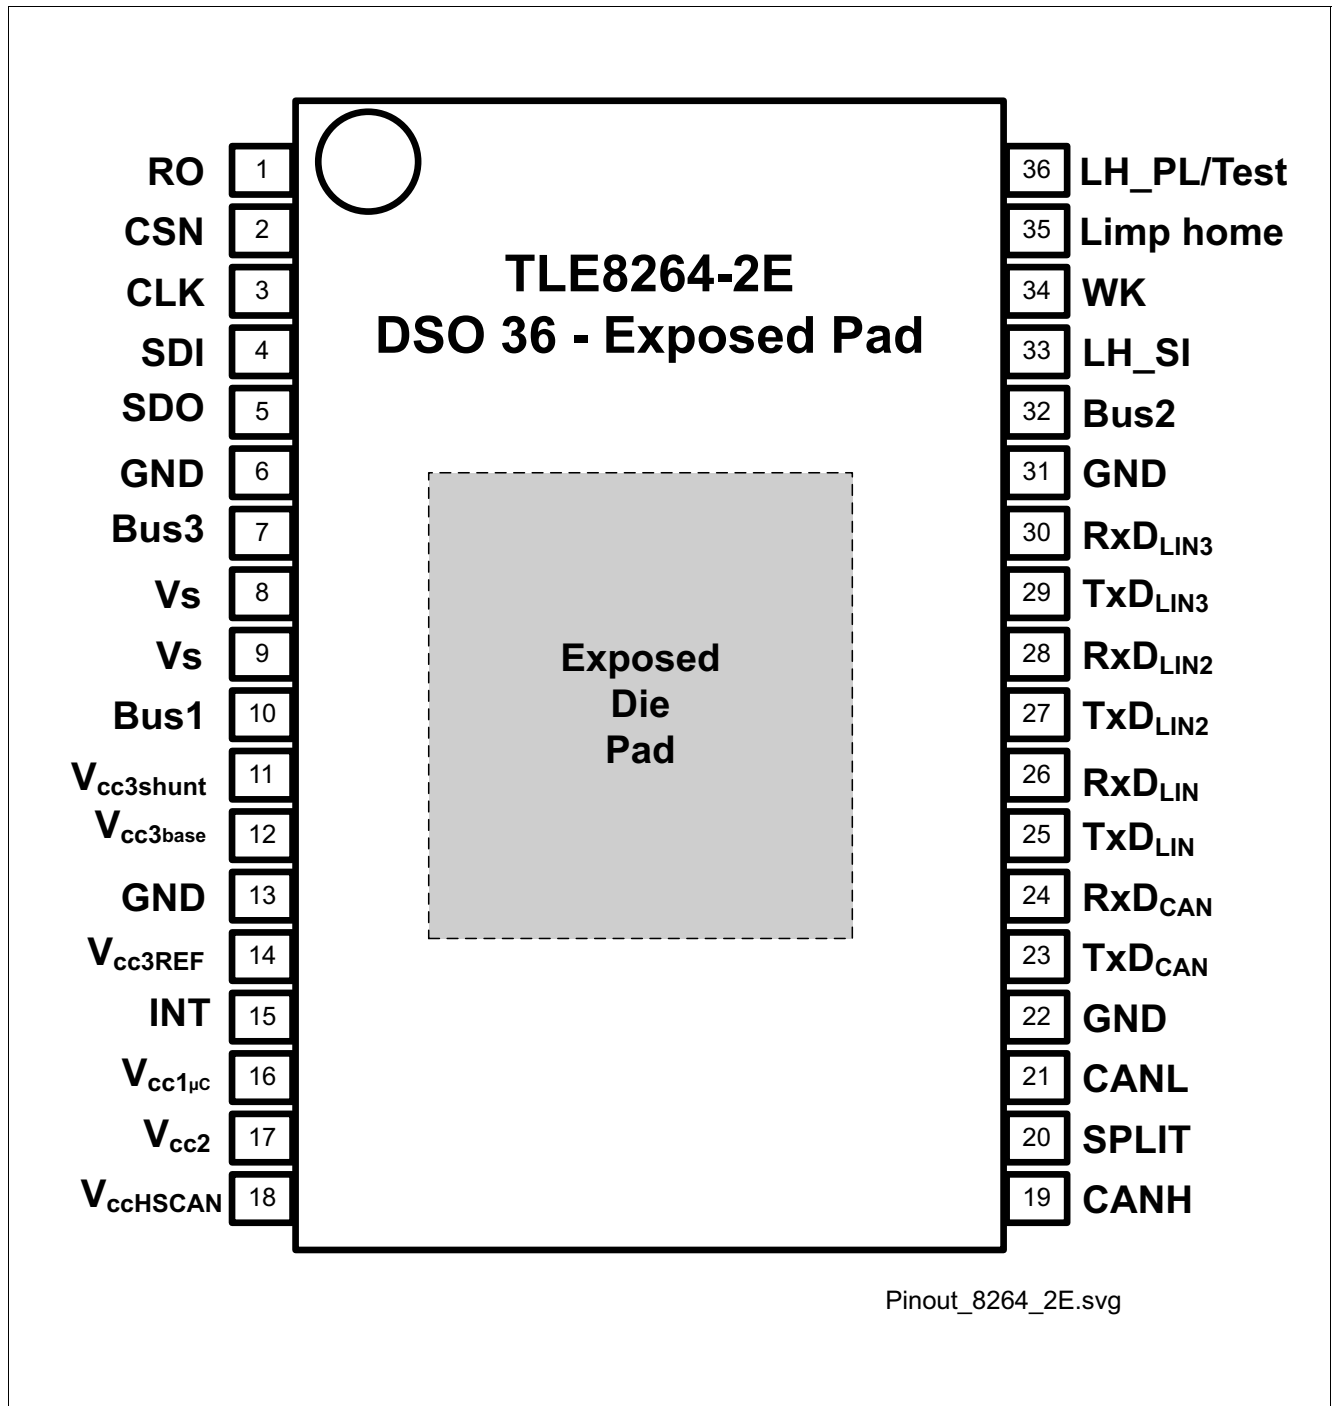 RO 1
CSN 2
CLK 3
SDI 4
SDO 5
GND 6
Bus3 7
Vs 8
Vs 9
Bus1 10
Vcc3shunt 11
Vcc3base 12
GND 13
Vcc3REF 14
INT 15
Vcc1µC 16
Vcc2 17
VccHSCAN 18
TLE8264-2E
DSO 36 - Exposed Pad
Exposed
Die
Pad
36 LH_PL/Test
35 Limp home
34 WK
33 LH_SI
32 Bus2
31 GND
30 RxDLIN3
29 TxDLIN3
28 RxDLIN2
27 TxDLIN2
26 RxDLIN
25 TxDLIN
24 RxDCAN
23 TxDCAN
22 GND
21 CANL
20 SPLIT
19 CANH
Pinout_8264_2E.svg